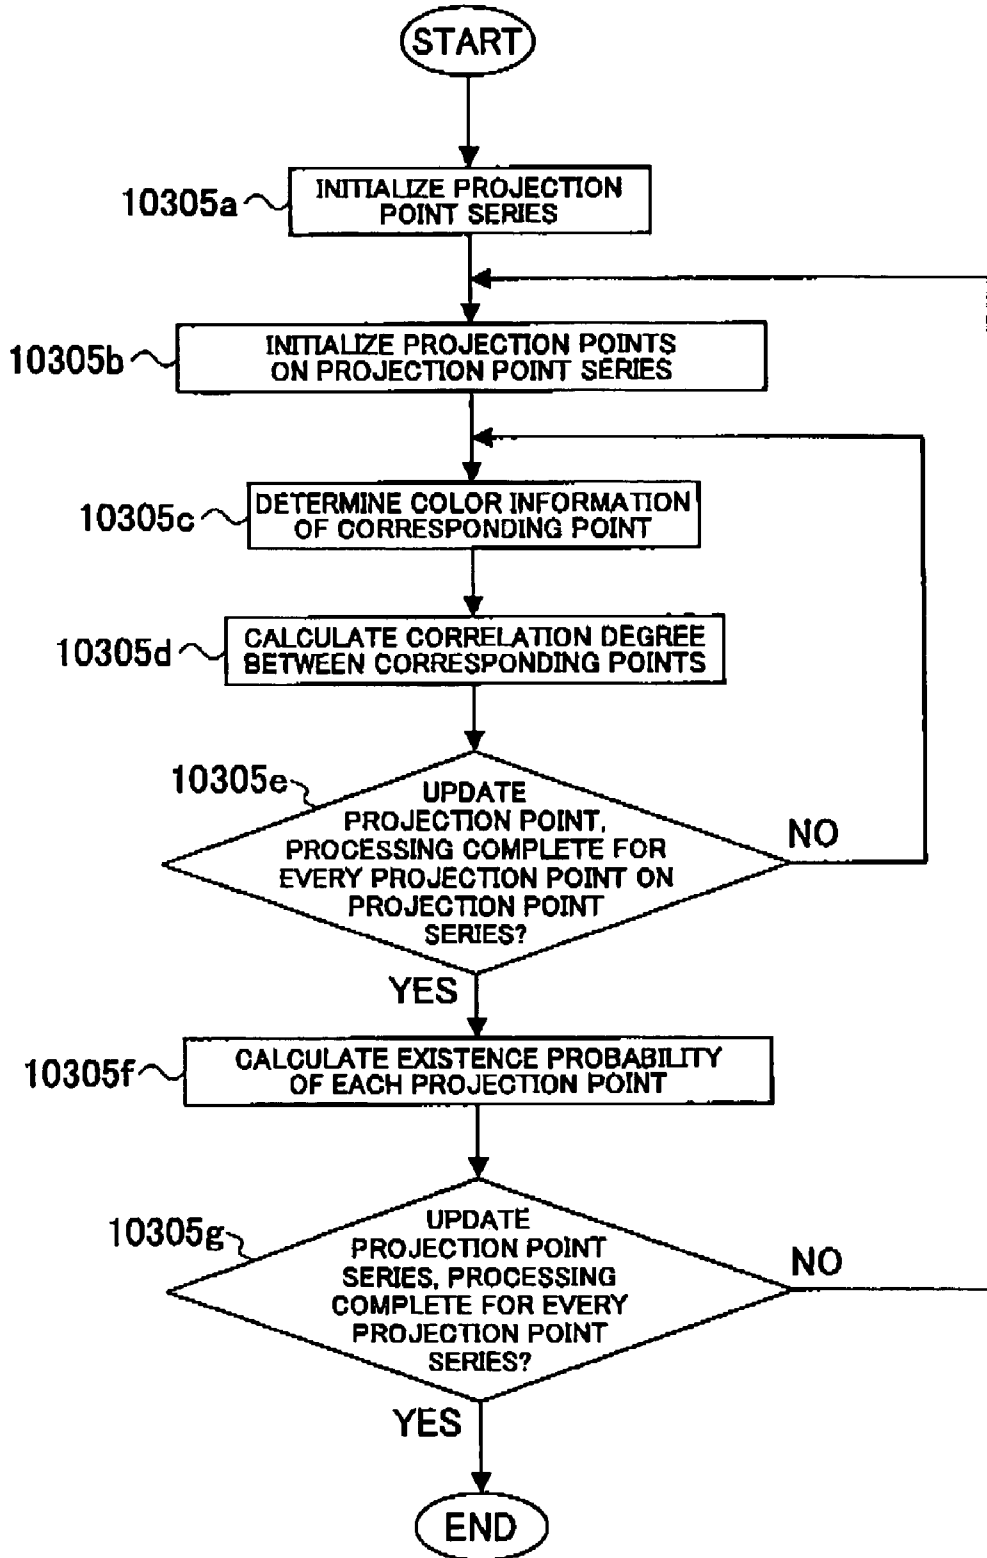 START
10305a
INITIALIZE PROJECTION
POINT SERIES
10305b
INITIALIZE PROJECTION POINTS
ON PROJECTION POINT SERIES
10305c
DETERMINE COLOR INFORMATION
OF CORRESPONDING POINT
10305d
CALCULATE CORRELATION DEGREE
BETWEEN CORRESPONDING POINTS
10305e
UPDATE
PROJECTION POINT,
PROCESSING COMPLETE FOR
EVERY PROJECTION POINT ON
PROJECTION POINT
SERIES?
NO
YES
10305f
CALCULATE EXISTENCE PROBABILITY
OF EACH PROJECTION POINT
10305g
UPDATE
PROJECTION POINT
SERIES, PROCESSING
COMPLETE FOR EVERY
PROJECTION POINT
SERIES?
NO
YES
END